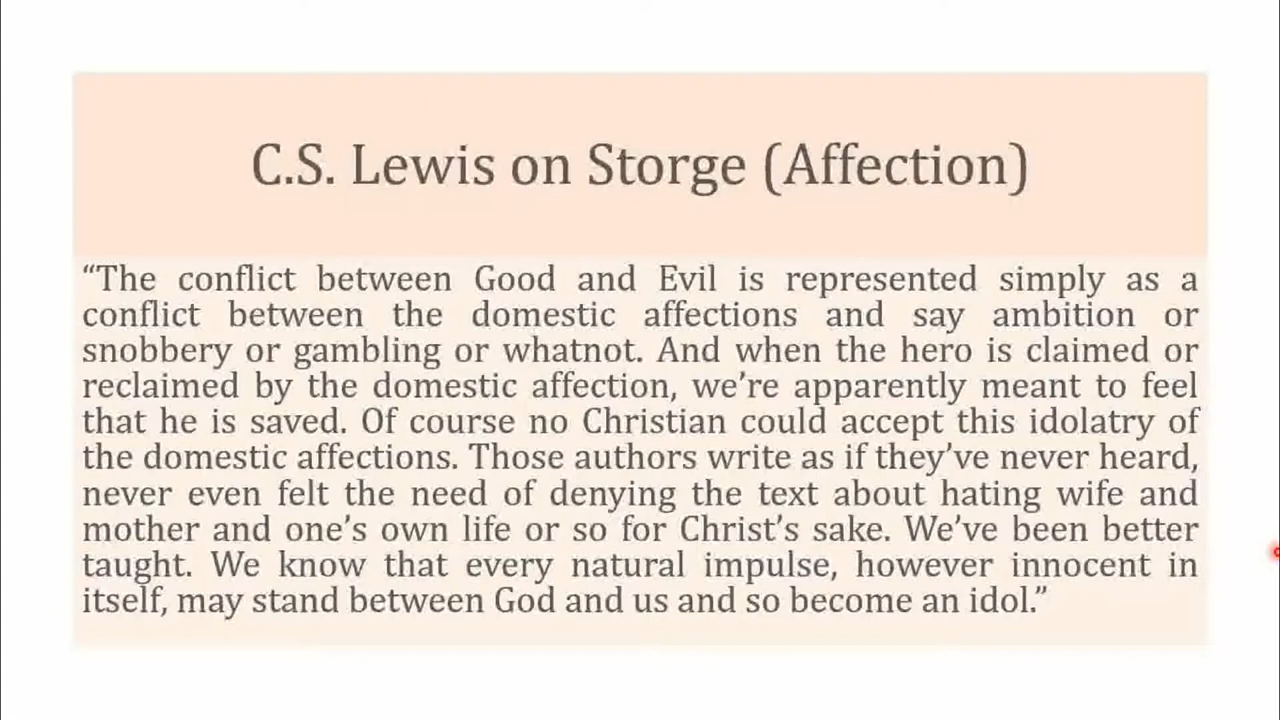 C.S. Lewis on Storge (Affection)
“The conflict between Good and Evil is represented simply as a
conflict between the domestic affections and say ambition or
snobbery or gambling or whatnot. And when the hero is claimed or
reclaimed by the domestic affection, we’re apparently meant to feel
that he is saved. Of course no Christian could accept this idolatry of
the domestic affections. Those authors write as if they’ve never heard,
never even felt the need of denying the text about hating wife and
mother and one’s own life or so for Christ’s sake. We’ve been better
taught. We know that every natural impulse, however innocent in
itself, may stand between God and us and so become an idol.”